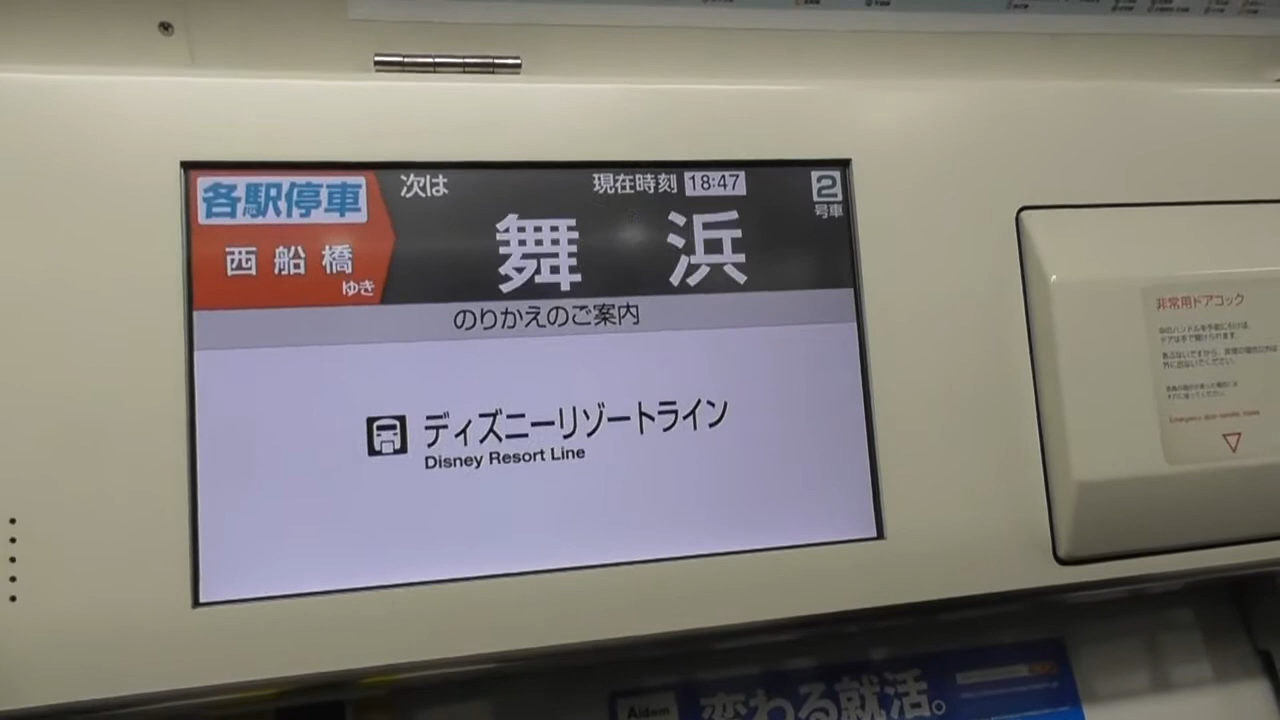 各駅停車
西船橋
ゆき
次は
現在時刻 18:47
2
号車
舞浜
のりかえのご案内
ディズニーリゾートライン
Disney Resort Line
非常用ドアコック
Aidem
変わる就活。